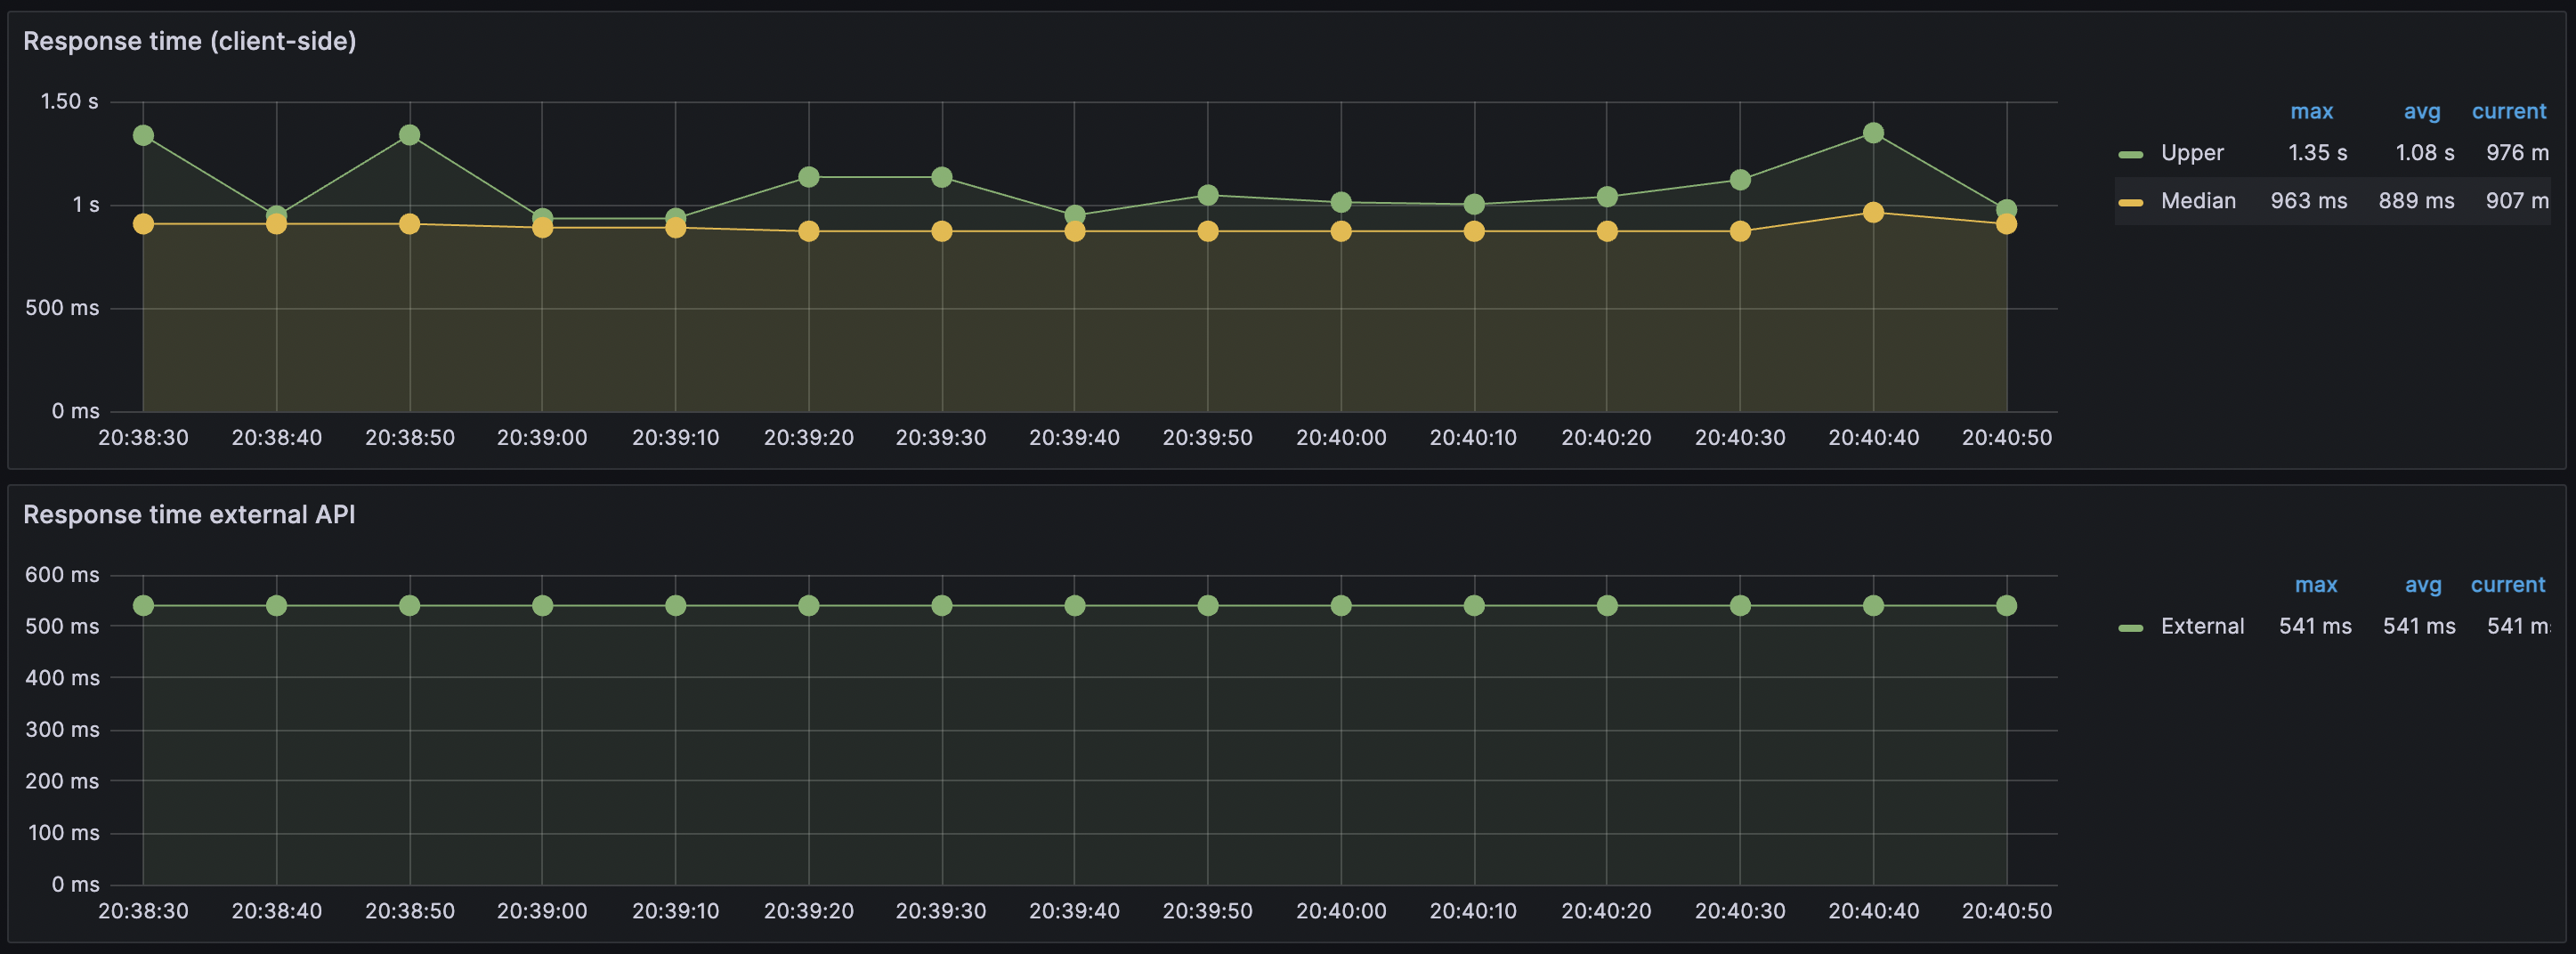 Response time (client-side)
1.50 s
1 s
500 ms
0 ms
20:38:30 20:38:40 20:38:50 20:39:00 20:39:10 20:39:20 20:39:30 20:39:40 20:39:50 20:40:00 20:40:10 20:40:20 20:40:30 20:40:40 20:40:50
max avg current
Upper 1.35 s 1.08 s 976 m
Median 963 ms 889 ms 907 m
Response time external API
600 ms
500 ms
400 ms
300 ms
200 ms
100 ms
0 ms
20:38:30 20:38:40 20:38:50 20:39:00 20:39:10 20:39:20 20:39:30 20:39:40 20:39:50 20:40:00 20:40:10 20:40:20 20:40:30 20:40:40 20:40:50
max avg current
External 541 ms 541 ms 541 m